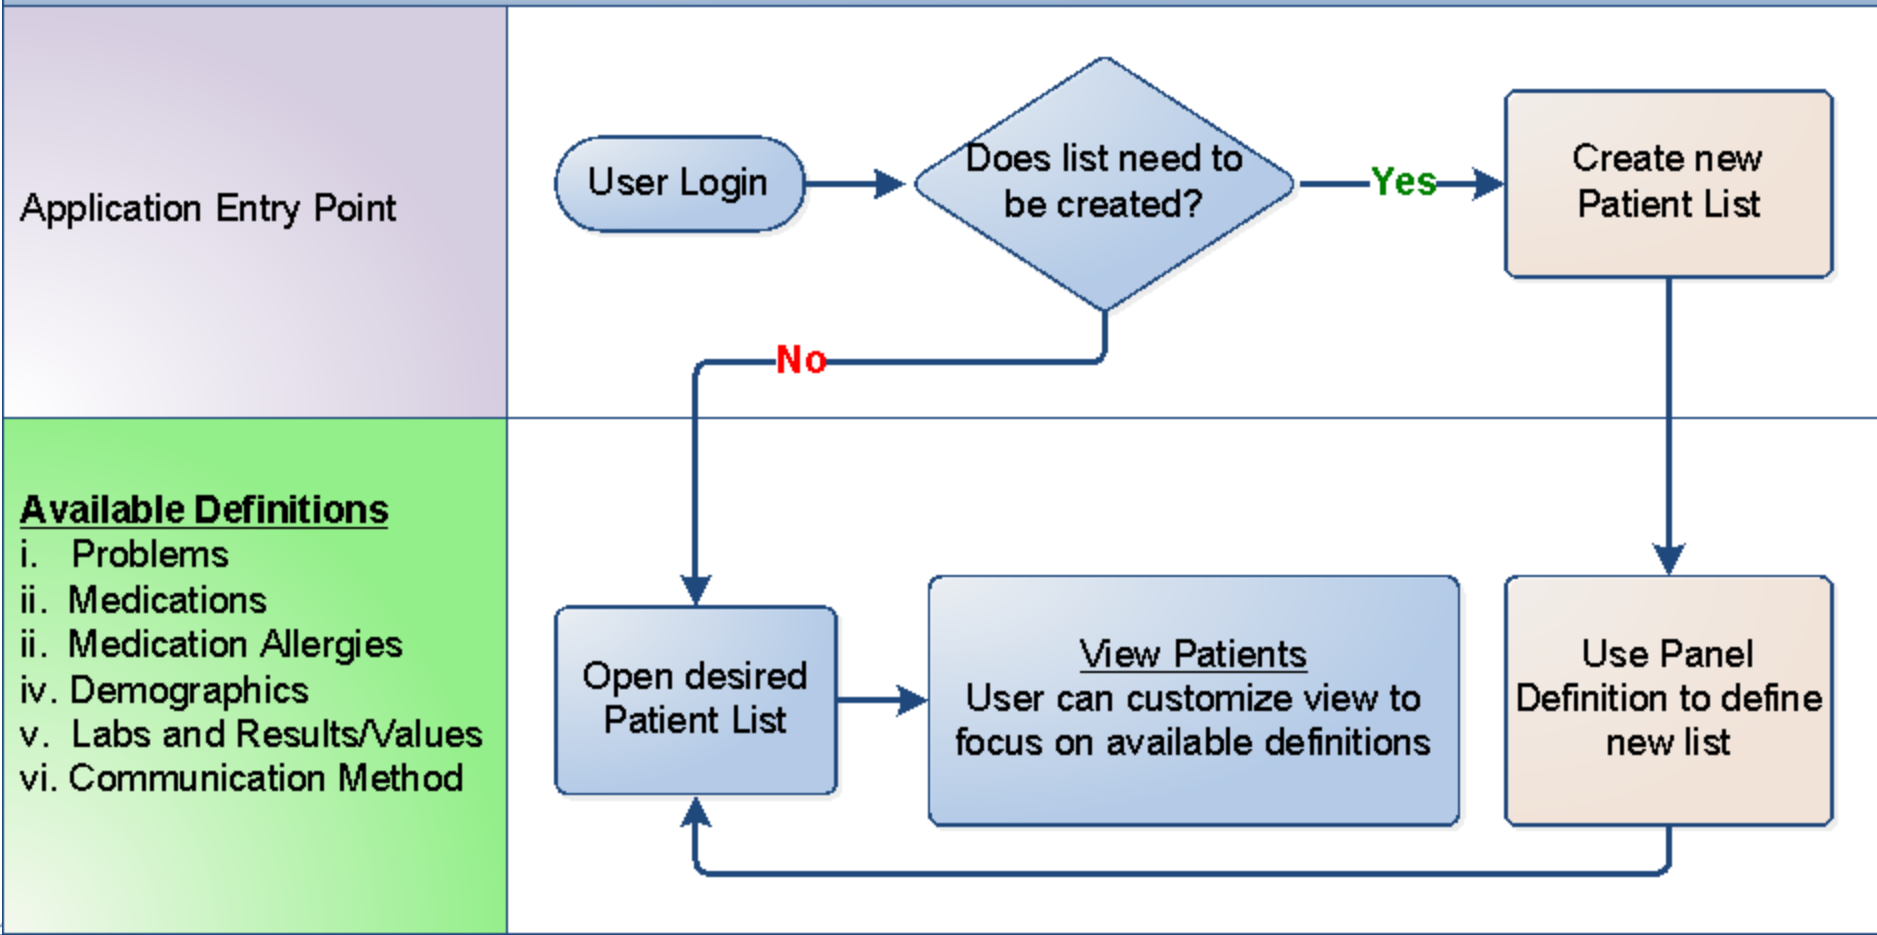 Application Entry Point
User Login
Does list need to
be created?
Yes
Create new
Patient List
No
Available Definitions
i. Problems
ii. Medications
ii. Medication Allergies
iv. Demographics
v. Labs and Results/Values
vi. Communication Method
Open desired
Patient List
View Patients
User can customize view to
focus on available definitions
Use Panel
Definition to define
new list